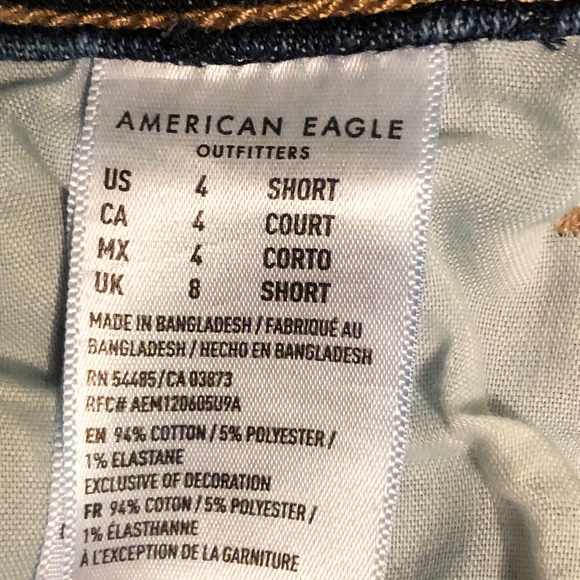 AMERICAN EAGLE
OUTFITTERS
US 4 SHORT
CA 4 COURT
MX 4 CORTO
UK 8 SHORT
MADE IN BANGLADESH / FABRIQUÉ AU
BANGLADESH / HECHO EN BANGLADESH
RN 54485/CA 03873
RFC# AEM120605U9A
EN 94% COTTON / 5% POLYESTER /
1% ELASTANE
EXCLUSIVE OF DECORATION
FR 94% COTON / 5% POLYESTER /
1% ÉLASTHANNE
À L'EXCEPTION DE LA GARNITURE